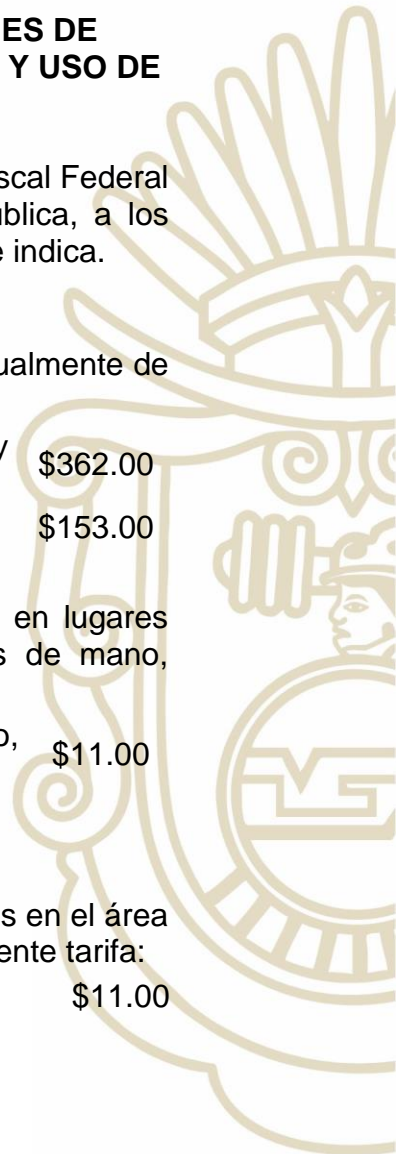 ES DE
Y USO DE
scal Federal
ública, a los
e indica.
ualmente de
y
$362.00
$153.00
en lugares
s de mano,
o,
$11.00
s en el área
ente tarifa:
$11.00